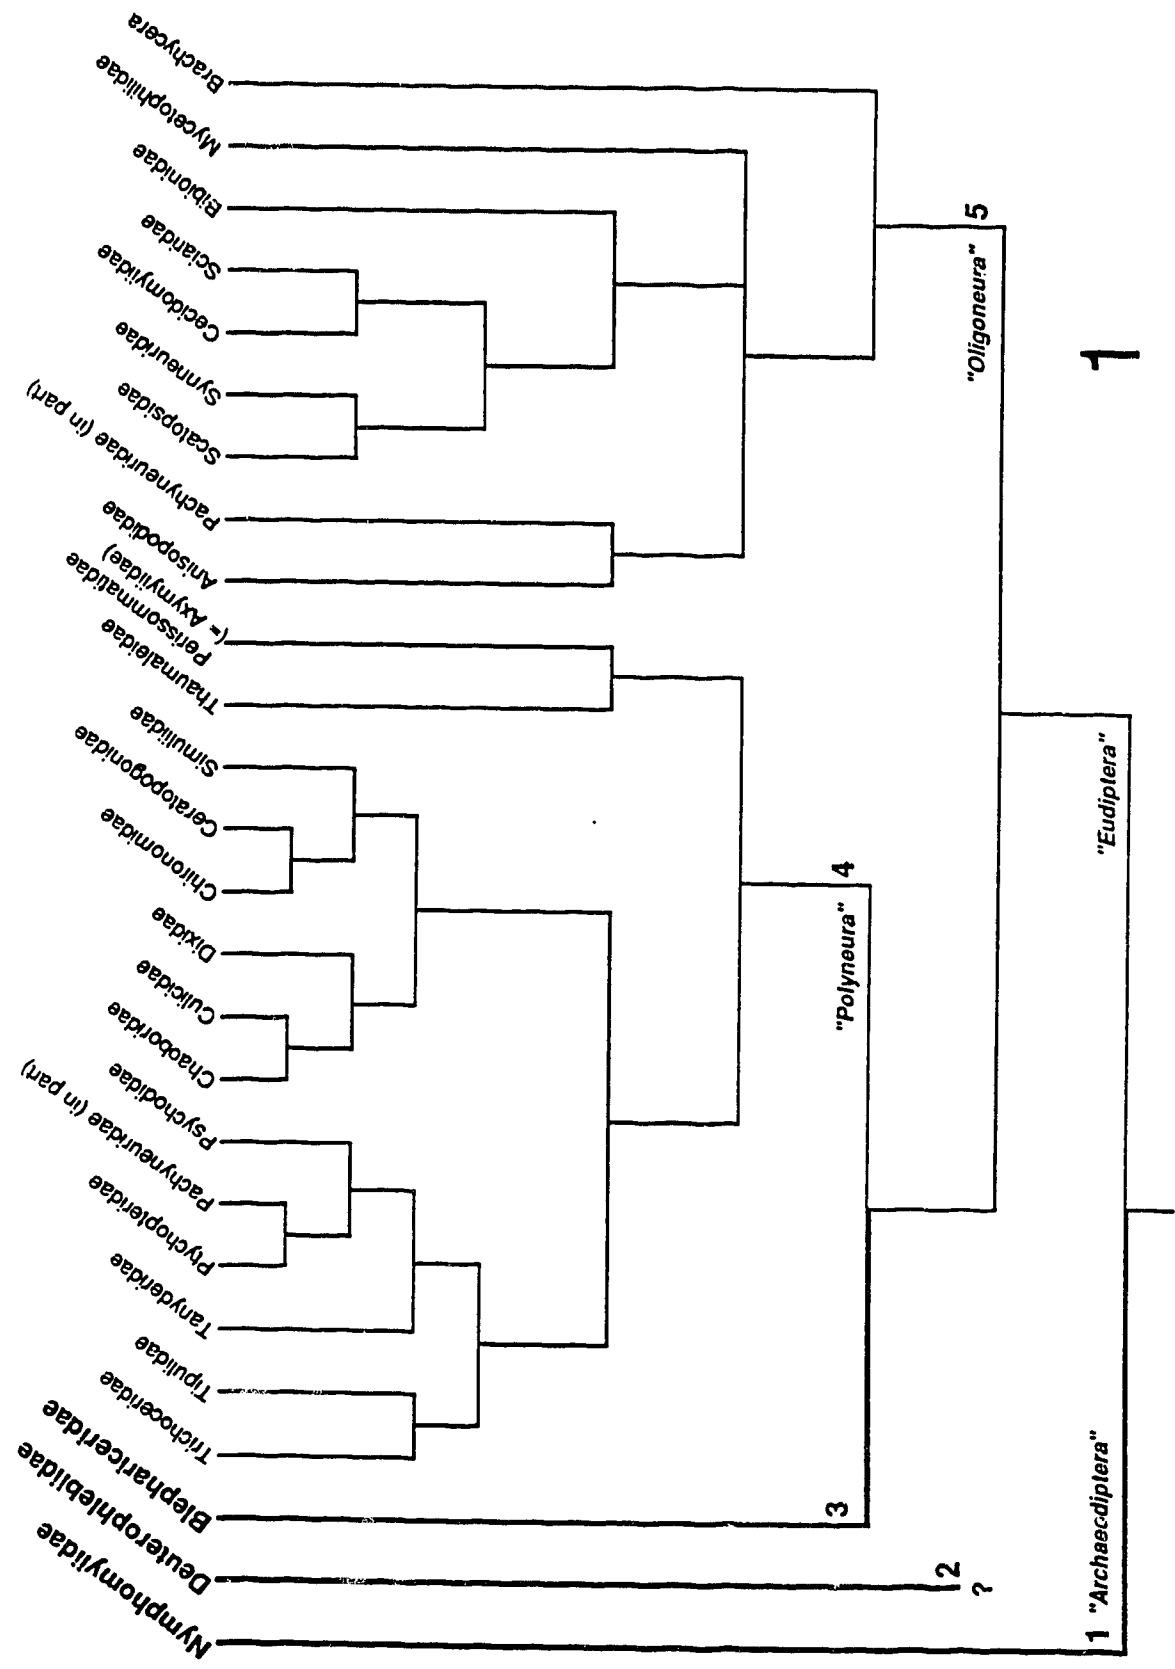 Brachycera
Mycetophilidae
Bibionidae
Sciaridae
Cecidomyiidae
Synneuridae
Scatopsidae
Pachyneuridae (in part)
Anisopodidae
Perissommatidae
(= Axymyiidae)
Thaumaleidae
Simuliidae
Ceratopogonidae
Chironomidae
Dixidae
Culicidae
Chaoboridae
Psychodidae
Pachyneuridae (in part)
Ptychopteridae
Tanyderidae
Tipulidae
Trichoceridae
Blephariceridae
Deuterophlebiidae
Nymphomyiidae
5
"Oligoneura"
4
"Polyneura"
3
2
?
"Eudiptera"
1 "Archaeodiptera"
1